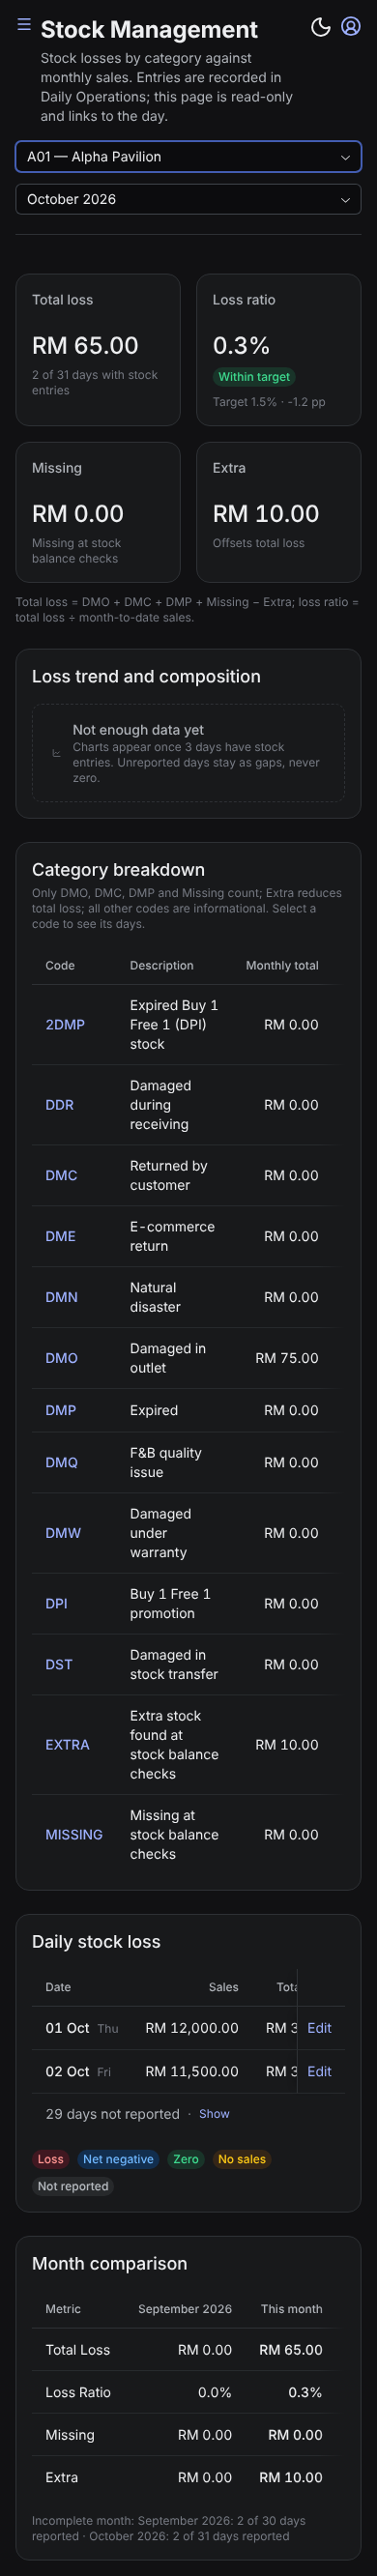 Stock Management
Stock losses by category against
monthly sales. Entries are recorded in
Daily Operations; this page is read-only
and links to the day.
A01 — Alpha Pavilion
October 2026
Total loss
RM 65.00
2 of 31 days with stock
entries
Loss ratio
0.3%
Within target
Target 1.5% · -1.2 pp
Missing
RM 0.00
Missing at stock
balance checks
Extra
RM 10.00
Offsets total loss
Total loss = DMO + DMC + DMP + Missing − Extra; loss ratio =
total loss ÷ month-to-date sales.
Loss trend and composition
Not enough data yet
Charts appear once 3 days have stock
entries. Unreported days stay as gaps, never
zero.
Category breakdown
Only DMO, DMC, DMP and Missing count; Extra reduces
total loss; all other codes are informational. Select a
code to see its days.
Code Description Monthly total
2DMP Expired Buy 1 Free 1 (DPI) stock RM 0.00
DDR Damaged during receiving RM 0.00
DMC Returned by customer RM 0.00
DME E-commerce return RM 0.00
DMN Natural disaster RM 0.00
DMO Damaged in outlet RM 75.00
DMP Expired RM 0.00
DMQ F&B quality issue RM 0.00
DMW Damaged under warranty RM 0.00
DPI Buy 1 Free 1 promotion RM 0.00
DST Damaged in stock transfer RM 0.00
EXTRA Extra stock found at stock balance checks RM 10.00
MISSING Missing at stock balance checks RM 0.00
Daily stock loss
Date Sales
01 Oct Thu RM 12,000.00 RM 3 Edit
02 Oct Fri RM 11,500.00 RM 3 Edit
29 days not reported · Show
Loss Net negative Zero No sales
Not reported
Month comparison
Metric September 2026 This month
Total Loss RM 0.00 RM 65.00
Loss Ratio 0.0% 0.3%
Missing RM 0.00 RM 0.00
Extra RM 0.00 RM 10.00
Incomplete month: September 2026: 2 of 30 days
reported · October 2026: 2 of 31 days reported